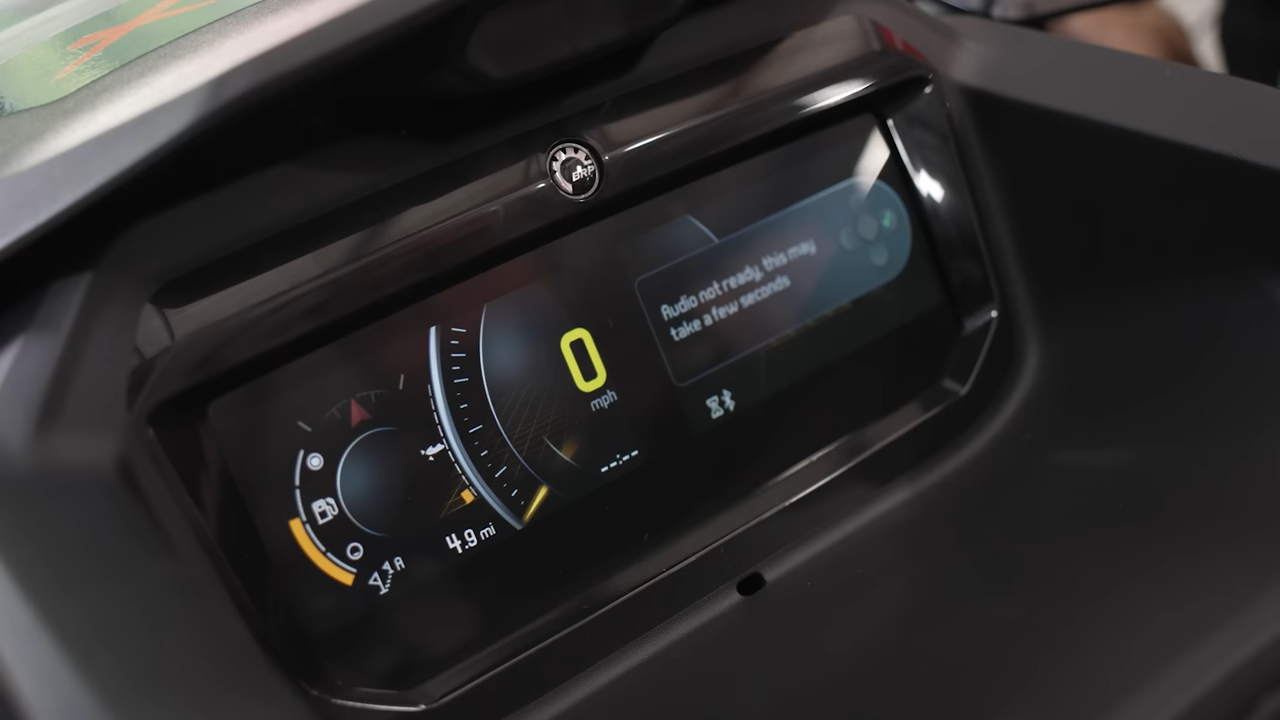 BRP
Audio not ready, this may
take a few seconds
0
mph
--:--
4.9 mi
A